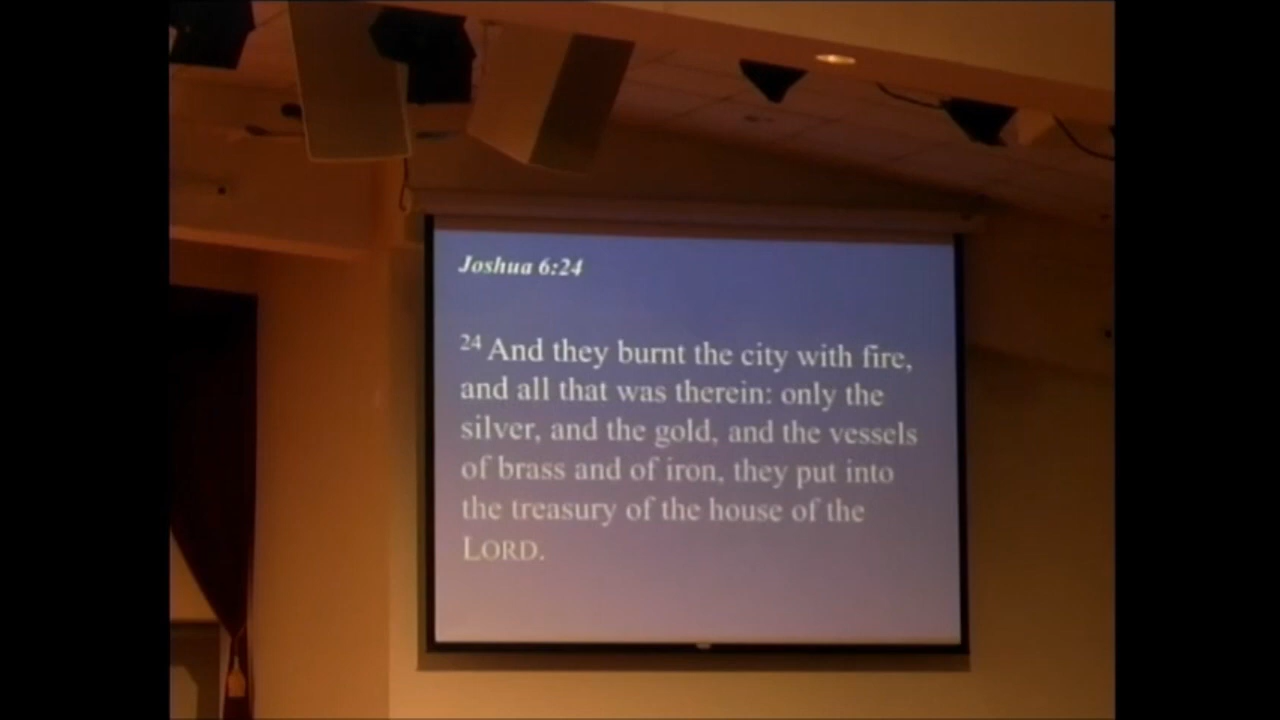 Joshua 6:24
24 And they burnt the city with fire,
and all that was therein: only the
silver, and the gold, and the vessels
of brass and of iron, they put into
the treasury of the house of the
LORD.